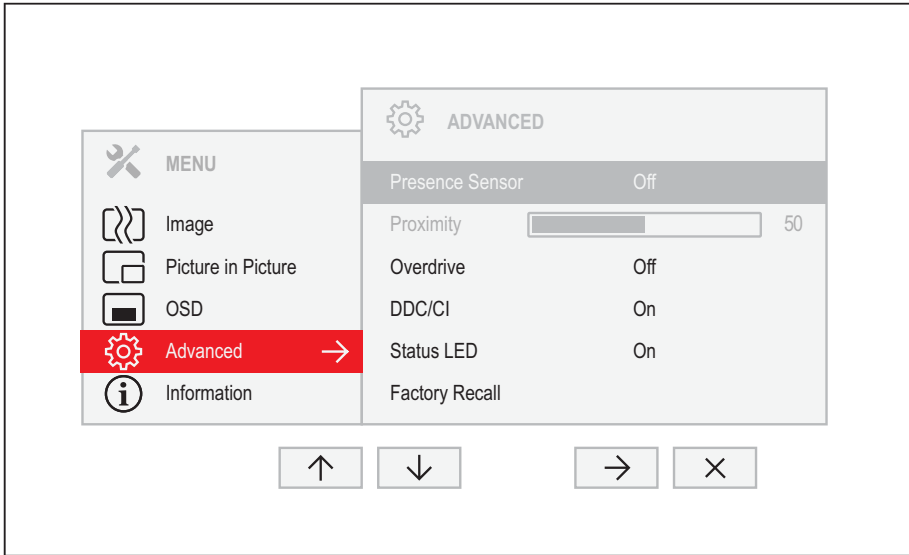 MENU
Image
Picture in Picture
OSD
Advanced
Information
ADVANCED
Presence Sensor Off
Proximity 50
Overdrive Off
DDC/CI On
Status LED On
Factory Recall